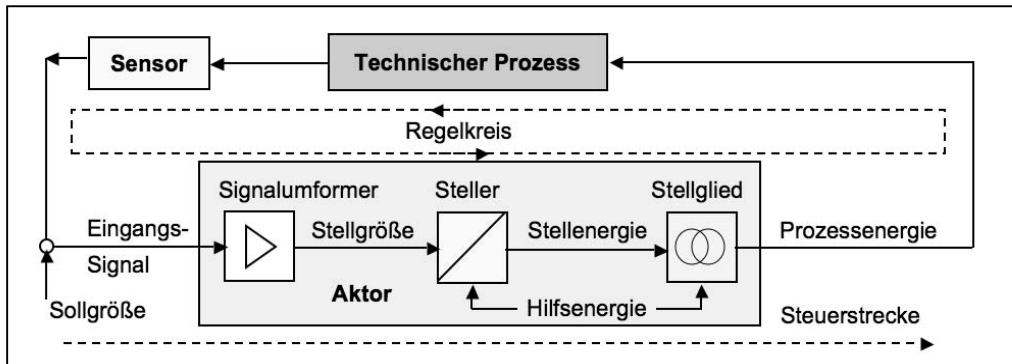 Sensor
Technischer Prozess
Regelkreis
Signalumformer
Steller
Stellglied
Eingangs-
Signal
Stellgröße
Stellenergie
Prozessenergie
Aktor
Hilfsenergie
Sollgröße
Steuerstrecke